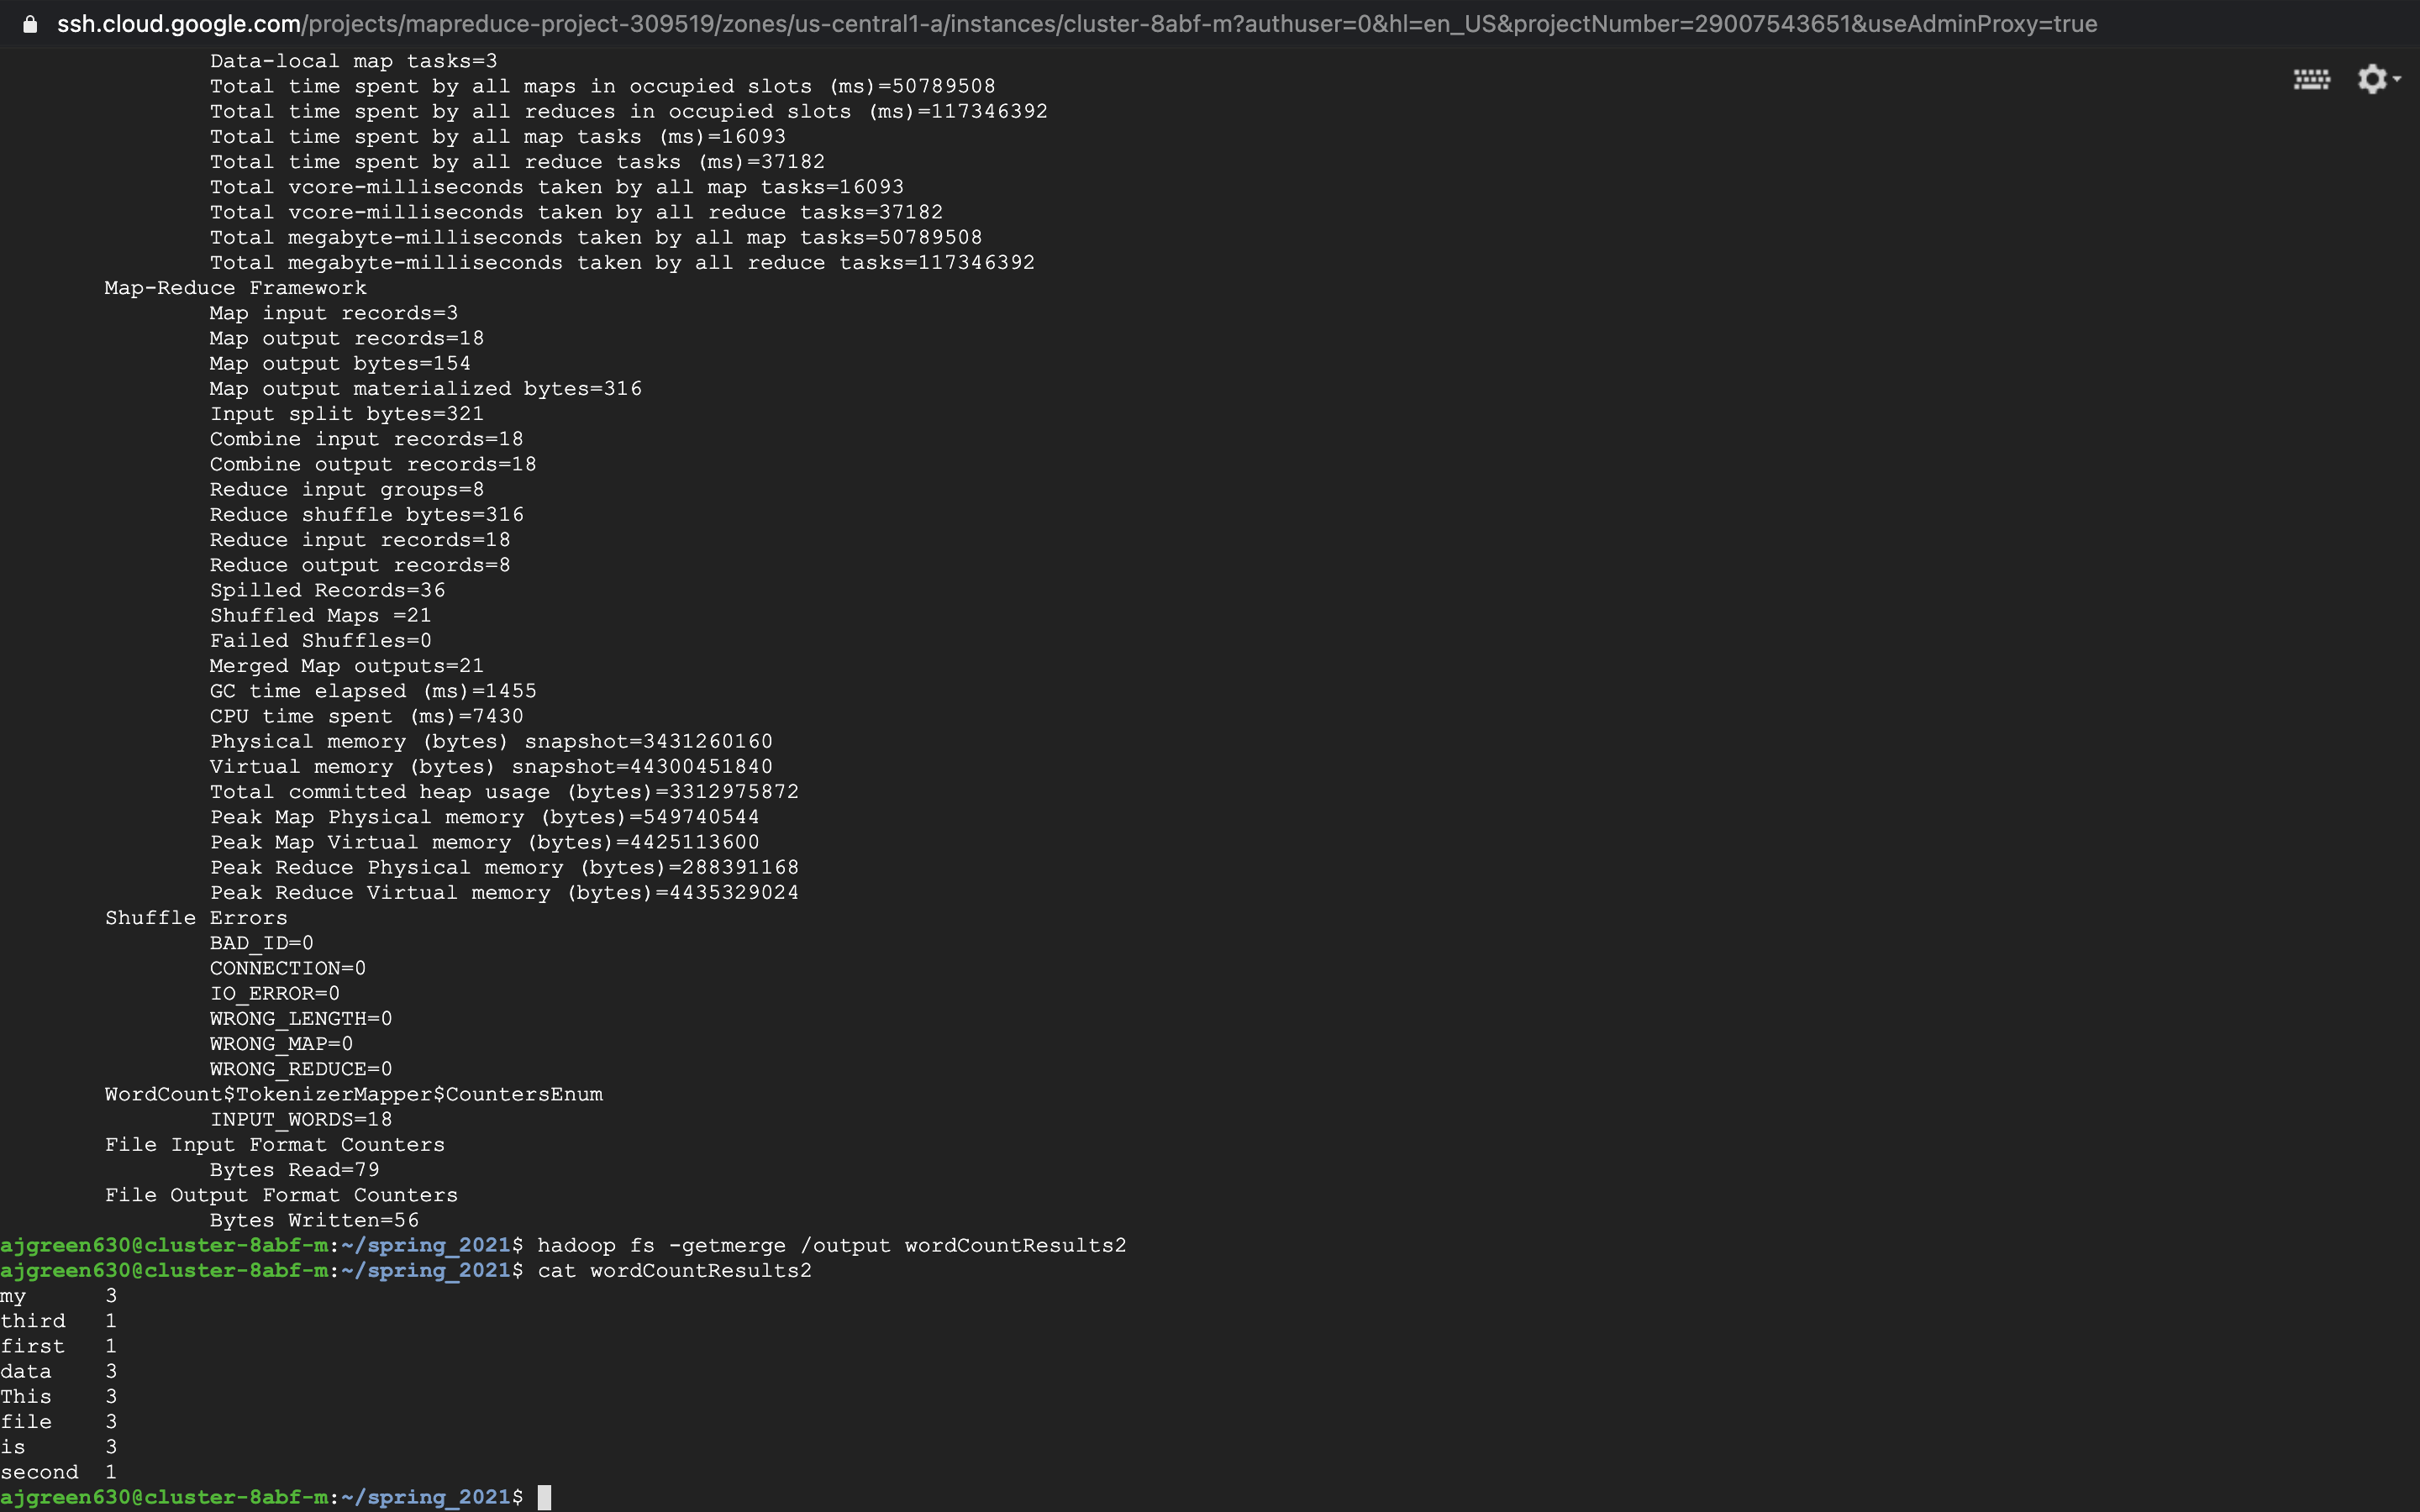 ssh.cloud.google.com/projects/mapreduce-project-309519/zones/us-central1-a/instances/cluster-8abf-m?authuser=0&hl=en_US&projectNumber=29007543651&useAdminProxy=true
Data-local map tasks=3
Total time spent by all maps in occupied slots (ms)=50789508
Total time spent by all reduces in occupied slots (ms)=117346392
Total time spent by all map tasks (ms)=16093
Total time spent by all reduce tasks (ms)=37182
Total vcore-milliseconds taken by all map tasks=16093
Total vcore-milliseconds taken by all reduce tasks=37182
Total megabyte-milliseconds taken by all map tasks=50789508
Total megabyte-milliseconds taken by all reduce tasks=117346392
Map-Reduce Framework
Map input records=3
Map output records=18
Map output bytes=154
Map output materialized bytes=316
Input split bytes=321
Combine input records=18
Combine output records=18
Reduce input groups=8
Reduce shuffle bytes=316
Reduce input records=18
Reduce output records=8
Spilled Records=36
Shuffled Maps =21
Failed Shuffles=0
Merged Map outputs=21
GC time elapsed (ms)=1455
CPU time spent (ms)=7430
Physical memory (bytes) snapshot=3431260160
Virtual memory (bytes) snapshot=44300451840
Total committed heap usage (bytes)=3312975872
Peak Map Physical memory (bytes)=549740544
Peak Map Virtual memory (bytes)=4425113600
Peak Reduce Physical memory (bytes)=288391168
Peak Reduce Virtual memory (bytes)=4435329024
Shuffle Errors
BAD_ID=0
CONNECTION=0
IO_ERROR=0
WRONG_LENGTH=0
WRONG_MAP=0
WRONG_REDUCE=0
WordCount$TokenizerMapper$CountersEnum
INPUT_WORDS=18
File Input Format Counters
Bytes Read=79
File Output Format Counters
Bytes Written=56
ajgreen630@cluster-8abf-m:~/spring_2021$ hadoop fs -getmerge /output wordCountResults2
ajgreen630@cluster-8abf-m:~/spring_2021$ cat wordCountResults2
my 3
third 1
first 1
data 3
This 3
file 3
is 3
second 1
ajgreen630@cluster-8abf-m:~/spring_2021$